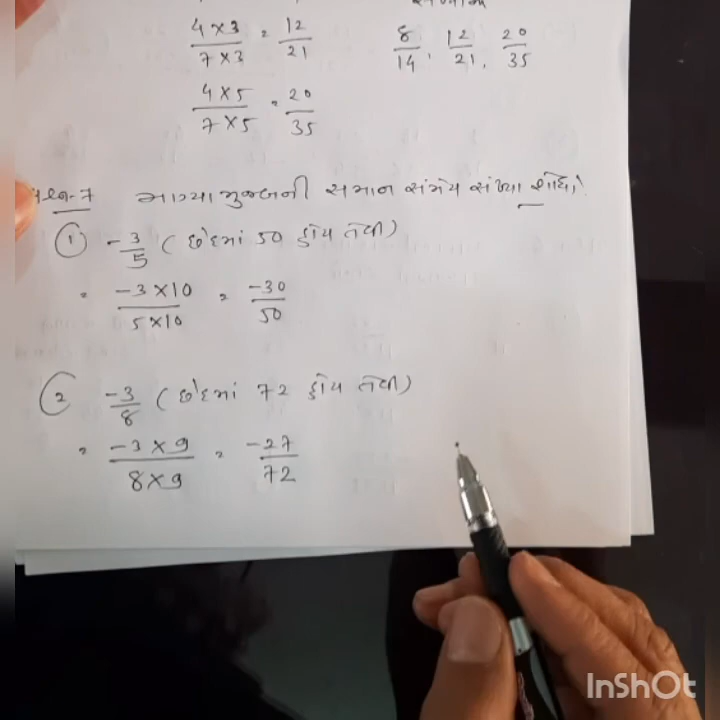 4 × 3 / 7 × 3 = 12 / 21
8/14, 12/21, 20/35
4 × 5 / 7 × 5 = 20 / 35
પ્રશ્ન-7 માગ્યા મુજબની સમાન સંમેય સંખ્યા શોધો.
① -3/5 (છેદમાં 50 હોય તેવી)
= -3 × 10 / 5 × 10 = -30 / 50
② -3/8 (છેદમાં 72 હોય તેવી)
= -3 × 9 / 8 × 9 = -27 / 72
InShOt